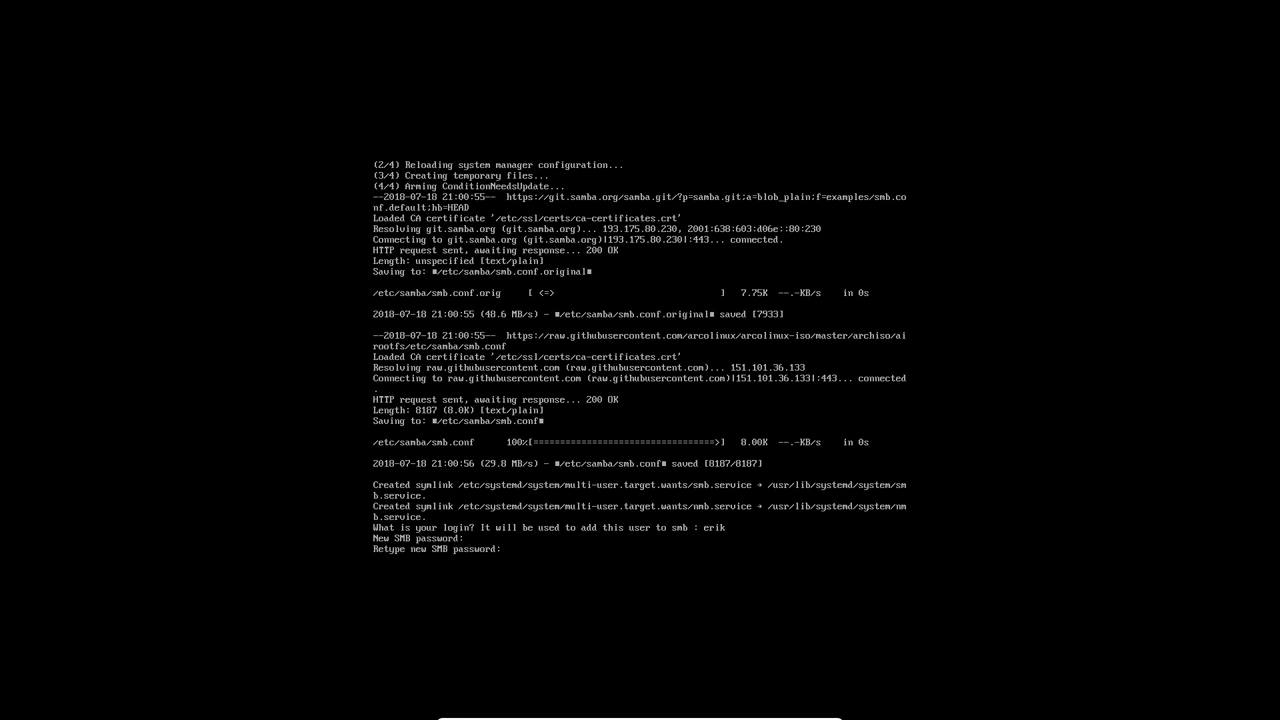 (2/4) Reloading system manager configuration...
(3/4) Creating temporary files...
(4/4) Arming ConditionNeedsUpdate...
--2018-07-18 21:00:55--  https://git.samba.org/samba.git/?p=samba.git;a=blob_plain;f=examples/smb.co
nf.default;hb=HEAD
Loaded CA certificate '/etc/ssl/certs/ca-certificates.crt'
Resolving git.samba.org (git.samba.org)... 193.175.80.230, 2001:638:603:d06e::80:230
Connecting to git.samba.org (git.samba.org)|193.175.80.230|:443... connected.
HTTP request sent, awaiting response... 200 OK
Length: unspecified [text/plain]
Saving to: ■/etc/samba/smb.conf.original■
/etc/samba/smb.conf.orig     [ <=>                               ]   7.75K  --.-KB/s    in 0s
2018-07-18 21:00:55 (48.6 MB/s) - ■/etc/samba/smb.conf.original■ saved [7933]
--2018-07-18 21:00:55--  https://raw.githubusercontent.com/arcolinux/arcolinux-iso/master/archiso/ai
rootfs/etc/samba/smb.conf
Loaded CA certificate '/etc/ssl/certs/ca-certificates.crt'
Resolving raw.githubusercontent.com (raw.githubusercontent.com)... 151.101.36.133
Connecting to raw.githubusercontent.com (raw.githubusercontent.com)|151.101.36.133|:443... connected
.
HTTP request sent, awaiting response... 200 OK
Length: 8187 (8.0K) [text/plain]
Saving to: ■/etc/samba/smb.conf■
/etc/samba/smb.conf      100%[==================================>]   8.00K  --.-KB/s    in 0s
2018-07-18 21:00:56 (29.8 MB/s) - ■/etc/samba/smb.conf■ saved [8187/8187]
Created symlink /etc/systemd/system/multi-user.target.wants/smb.service → /usr/lib/systemd/system/sm
b.service.
Created symlink /etc/systemd/system/multi-user.target.wants/nmb.service → /usr/lib/systemd/system/nm
b.service.
What is your login? It will be used to add this user to smb : erik
New SMB password:
Retype new SMB password: